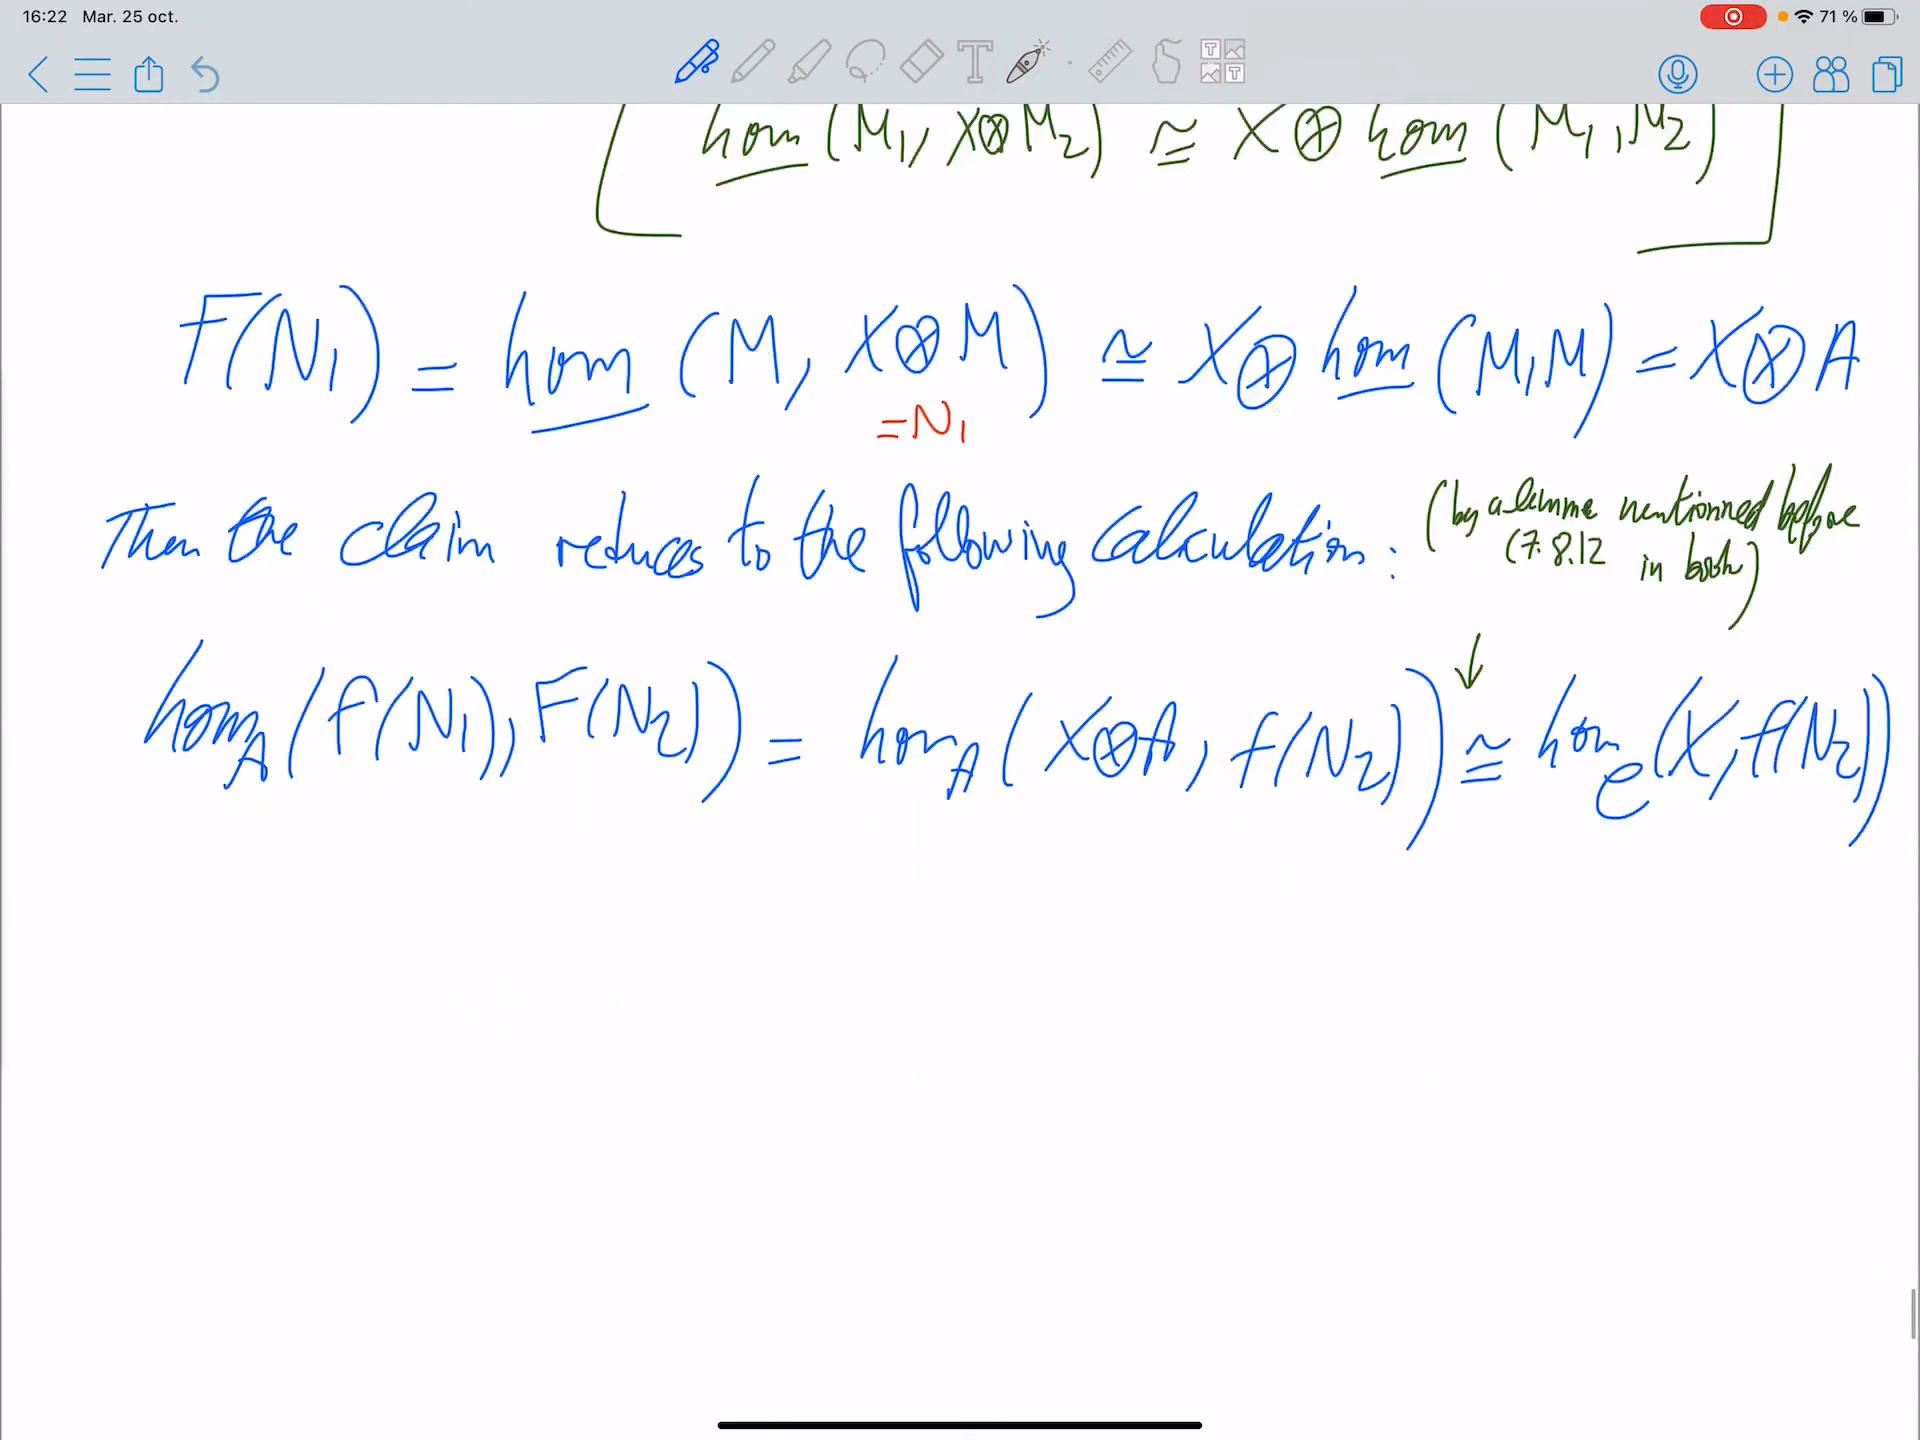 16:22 Mar. 25 oct. 71 %
hom (M₁, X⊗M₂) ≅ X⊗ hom (M₁, M₂)
F(N₁) = hom (M, X⊗M) ≅ X⊗ hom (M, M) = X⊗A
= N₁
Then the claim reduces to the following calculation : (by a lemma mentionned before
(7.8.12 in book)
↓
hom_A (F(N₁), F(N₂)) = hom_A (X⊗A, F(N₂)) ≅ hom_C (X, F(N₂))